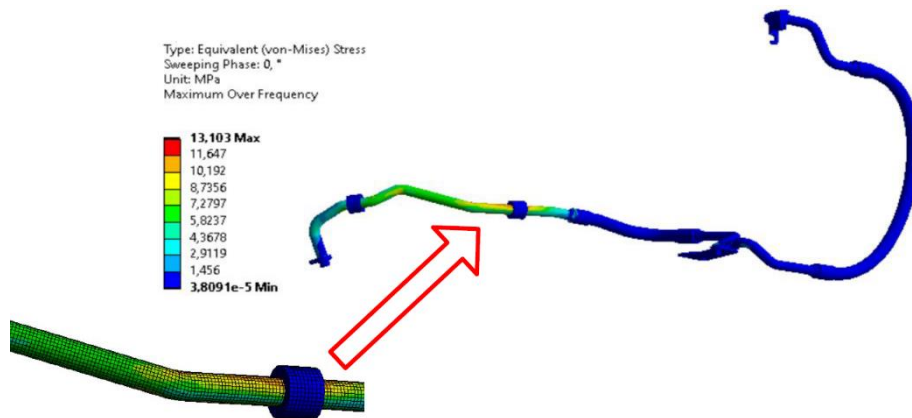 Type: Equivalent (von-Mises) Stress
Sweeping Phase: 0, °
Unit: MPa
Maximum Over Frequency
13,103 Max
11,647
10,192
8,7356
7,2797
5,8237
4,3678
2,9119
1,456
3,8091e-5 Min